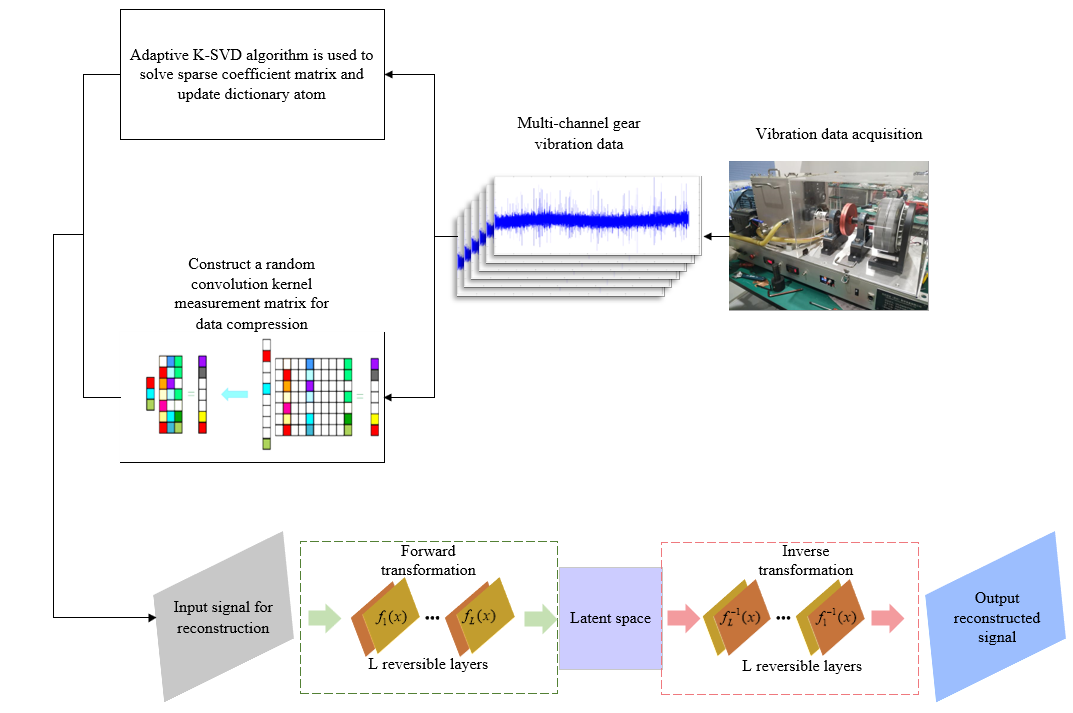 Adaptive K-SVD algorithm is used to
solve sparse coefficient matrix and
update dictionary atom
Multi-channel gear
vibration data
Vibration data acquisition
Construct a random
convolution kernel
measurement matrix for
data compression
=
=
Input signal for
reconstruction
Forward
transformation
f₁(x)
•••
f_L(x)
L reversible layers
Latent space
Inverse
transformation
f_L⁻¹(x)
•••
f₁⁻¹(x)
L reversible layers
Output
reconstructed
signal